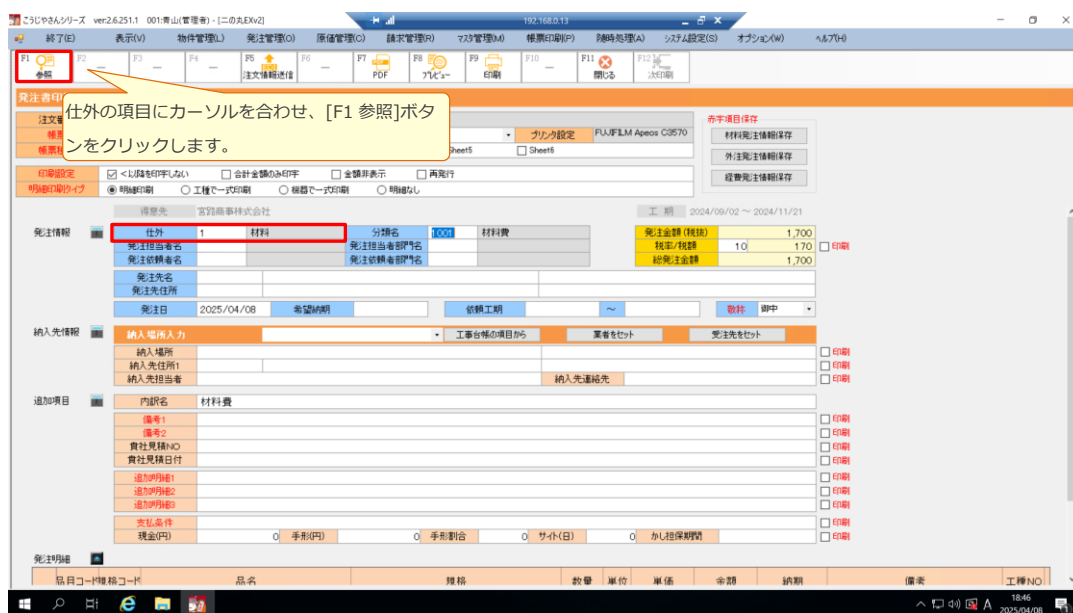 こうじやさんシリーズ ver:2.6.251.1 001:青山(管理者) - [二の丸EXv2] 192.168.0.13
終了(E) 表示(V) 物件管理(L) 発注管理(O) 原価管理(C) 請求管理(R) マスタ管理(M) 帳票印刷(P) 随時処理(A) システム設定(S) オプション(W) ヘルプ(H)
F1 F2 F3 F4 F5 F6 F7 F8 F9 F10 F11 F12
参照 注文情報送信 PDF プレビュー 印刷 閉じる 次印刷
発注書印
仕外の項目にカーソルを合わせ、[F1 参照]ボタ
ンをクリックします。
注文番 赤字項目保存
帳票 プリンタ設定 FUJIFILM Apeos C3570 材料発注情報保存
帳票 Sheet5 Sheet6
外注発注情報保存
印刷設定 <以降を印字しない 合計金額のみ印字 金額非表示 再発行 経費発注情報保存
明細印刷タイプ 明細印刷 工種で一式印刷 機器で一式印刷 明細なし
得意先 宮路商事株式会社 工 期 2024/09/02 ～ 2024/11/21
発注情報 仕外 1 材料 分類名 1001 材料費 発注金額(税抜) 1,700
発注担当者名 発注担当者部門名 税率/税額 10 170 印刷
発注依頼者名 発注依頼者部門名 総発注金額 1,700
発注先名
発注先住所
発注日 2025/04/08 希望納期 依頼工期 ～ 敬称 御中
納入先情報 納入場所入力 工事台帳の項目から 業者をセット 受注先をセット
納入場所 印刷
納入先住所1 印刷
納入先担当者 納入先連絡先 印刷
追加項目 内訳名 材料費
備考1 印刷
備考2 印刷
貴社見積NO 印刷
貴社見積日付 印刷
追加明細1 印刷
追加明細2 印刷
追加明細3 印刷
支払条件 印刷
現金(円) 0 手形(円) 0 手形割合 0 サイト(日) 0 かし担保期間 印刷
発注明細
品目コード 規格コード 品名 規格 数量 単位 単価 金額 納期 備考 工種NO
18:46
A 2025/04/08